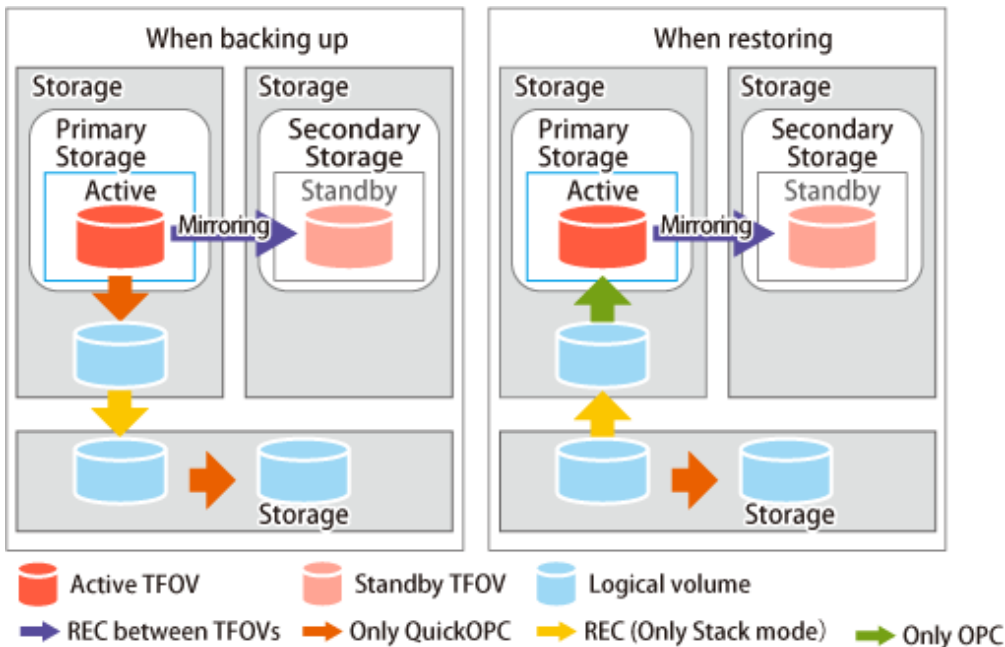 When backing up
Storage
Storage
Primary
Storage
Secondary
Storage
Active
Standby
Mirroring
Storage
When restoring
Storage
Storage
Primary
Storage
Secondary
Storage
Active
Standby
Mirroring
Storage
Active TFOV
Standby TFOV
Logical volume
REC between TFOVs
Only QuickOPC
REC (Only Stack mode)
Only OPC